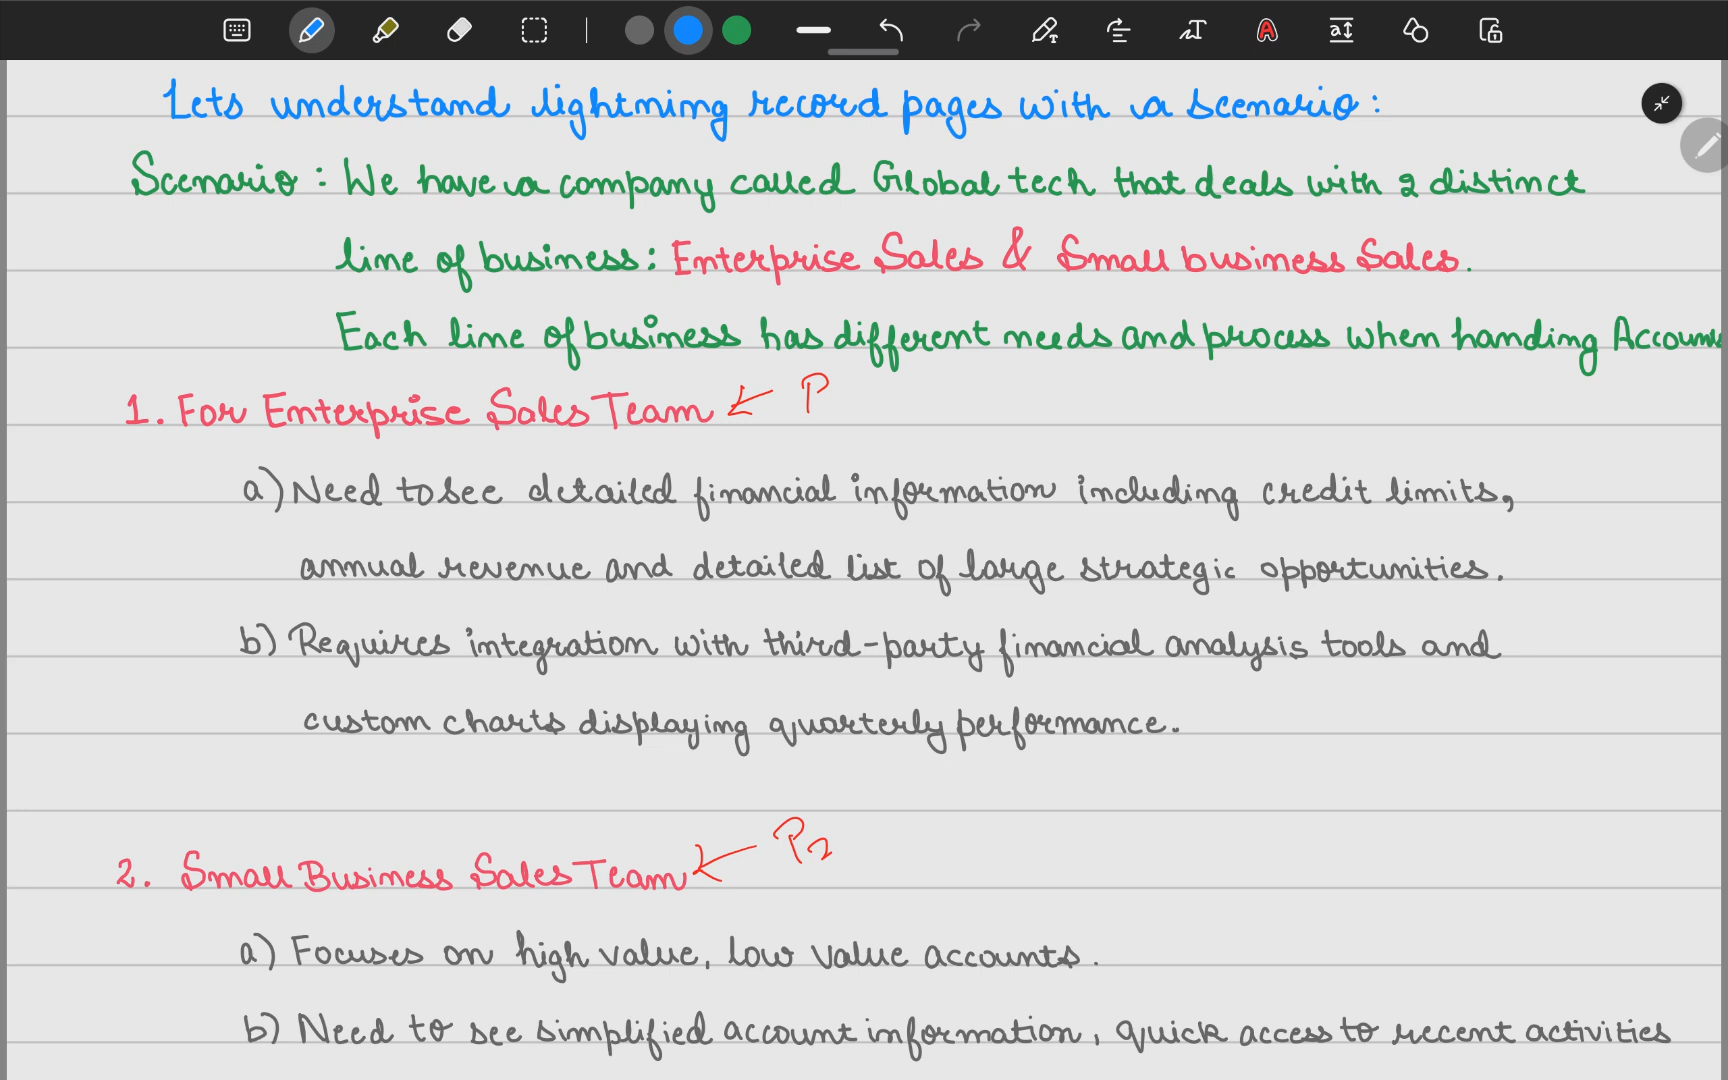 Lets understand lightning record pages with a scenario:
Scenario: We have a company called Global tech that deals with 2 distinct
line of business: Enterprise Sales & Small business Sales.
Each line of business has different needs and process when handing Accounts
1. For Enterprise Sales Team ← P
a) Need to see detailed financial information including credit limits,
annual revenue and detailed list of large strategic opportunities.
b) Requires integration with third-party financial analysis tools and
custom charts displaying quarterly performance.
2. Small Business Sales Team ← P2
a) Focuses on high value, low value accounts.
b) Need to see simplified account information, quick access to recent activities